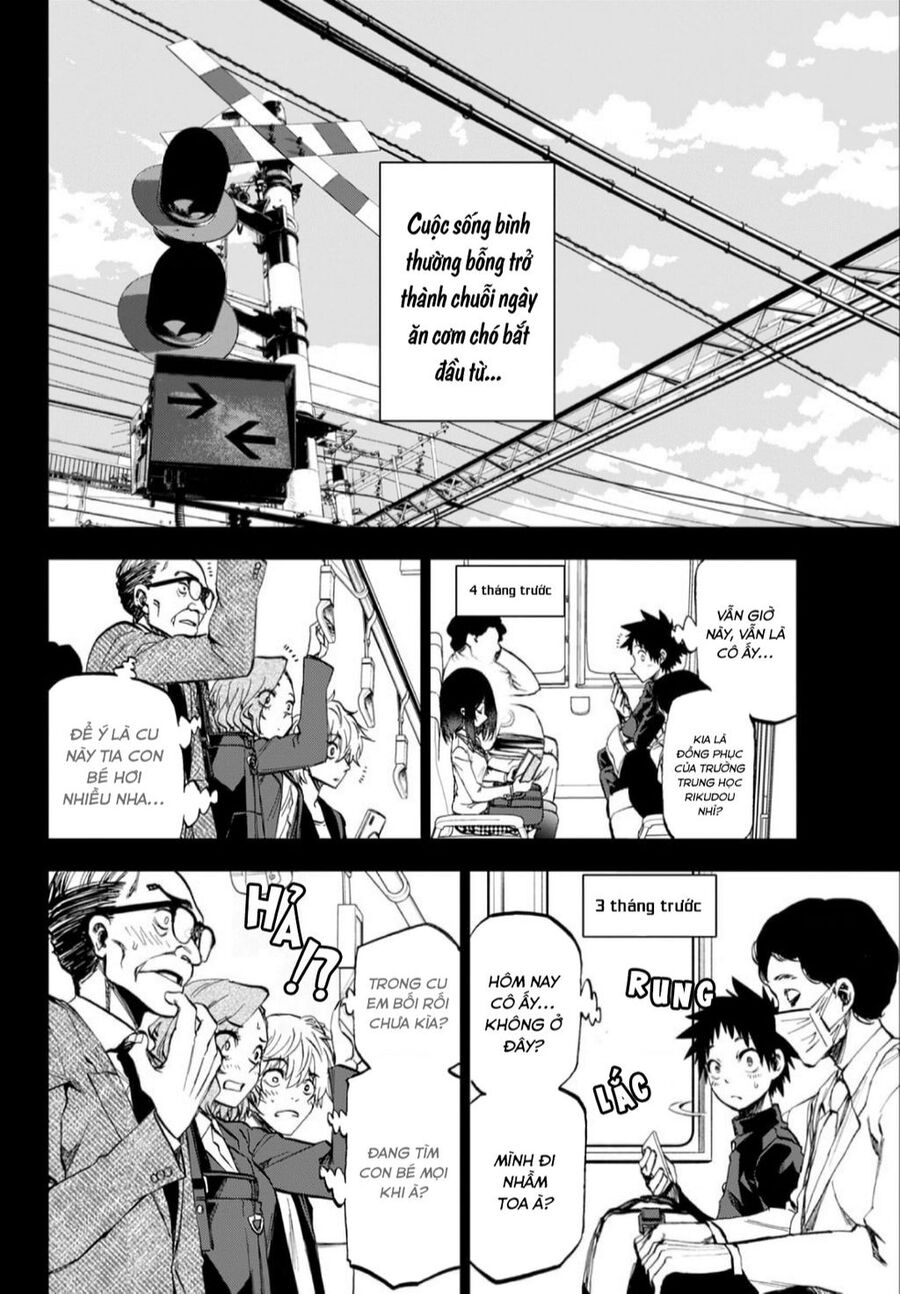 Cuộc sống bình
thường bỗng trở
thành chuỗi ngày
ăn cơm chó bắt
đầu từ...
4 tháng trước
VẪN GIỜ
NÀY, VẪN LÀ
CÔ ẤY...
KIA LÀ
ĐỒNG PHỤC
CỦA TRƯỜNG
TRUNG HỌC
RIKUDOU
NHỈ?
ĐỂ Ý LÀ CU
NÀY TIA CON
BÉ HƠI
NHIỀU NHA...
3 tháng trước
RUNG
LẮC
HÔM NAY
CÔ ẤY...
KHÔNG Ở
ĐÂY?
MÌNH ĐI
NHẦM
TOA À?
HẢ!?
TRONG CU
EM BỐI RỐI
CHƯA KÌA?
ĐANG TÌM
CON BÉ MỌI
KHI À?